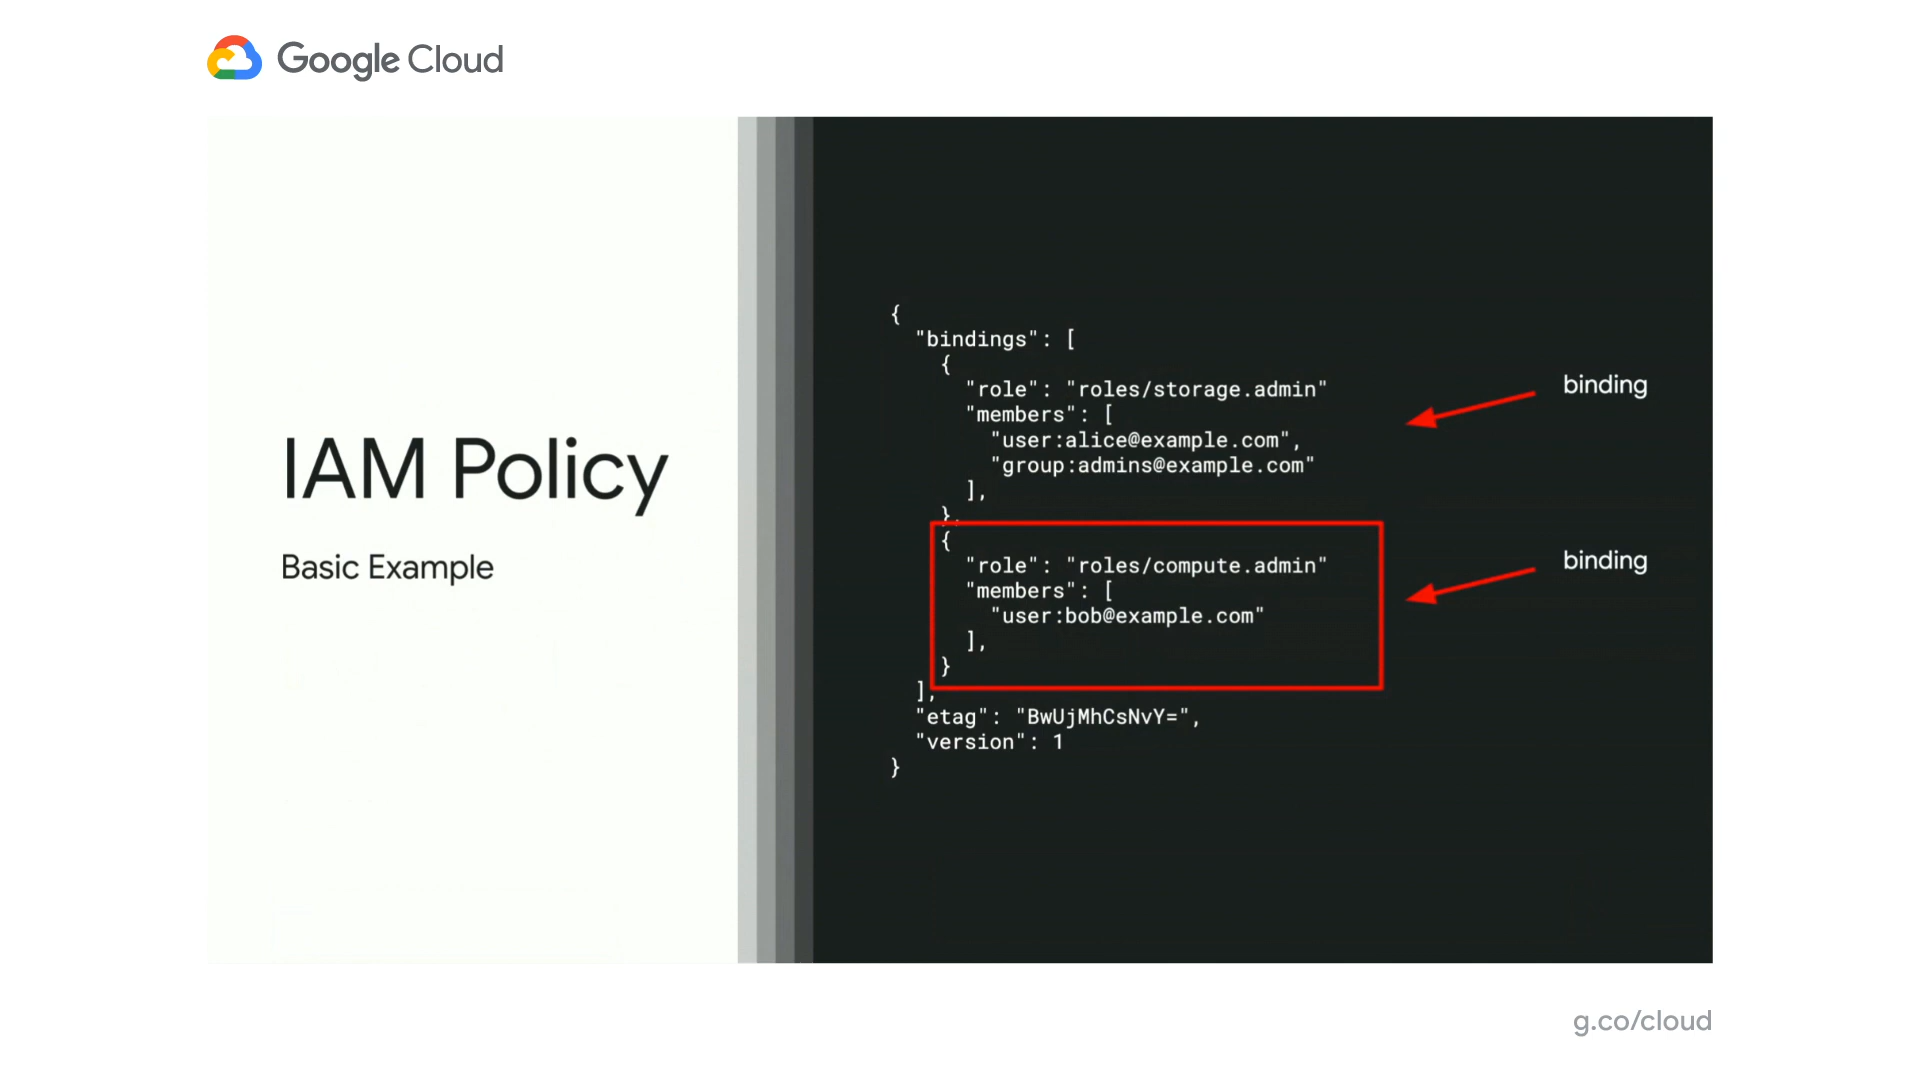 Google Cloud
IAM Policy
Basic Example
{
"bindings": [
{
"role": "roles/storage.admin"
"members": [
"user:alice@example.com",
"group:admins@example.com"
],
},
{
"role": "roles/compute.admin"
"members": [
"user:bob@example.com"
],
}
],
"etag": "BwUjMhCsNvY=",
"version": 1
}
binding
binding
g.co/cloud